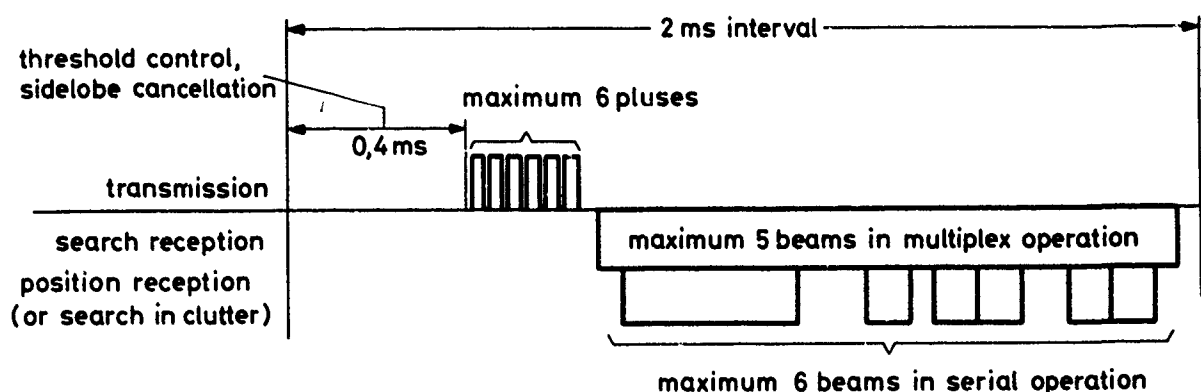 2 ms interval
threshold control,
sidelobe cancellation
maximum 6 pluses
0,4 ms
transmission
search reception
maximum 5 beams in multiplex operation
position reception
(or search in clutter)
maximum 6 beams in serial operation